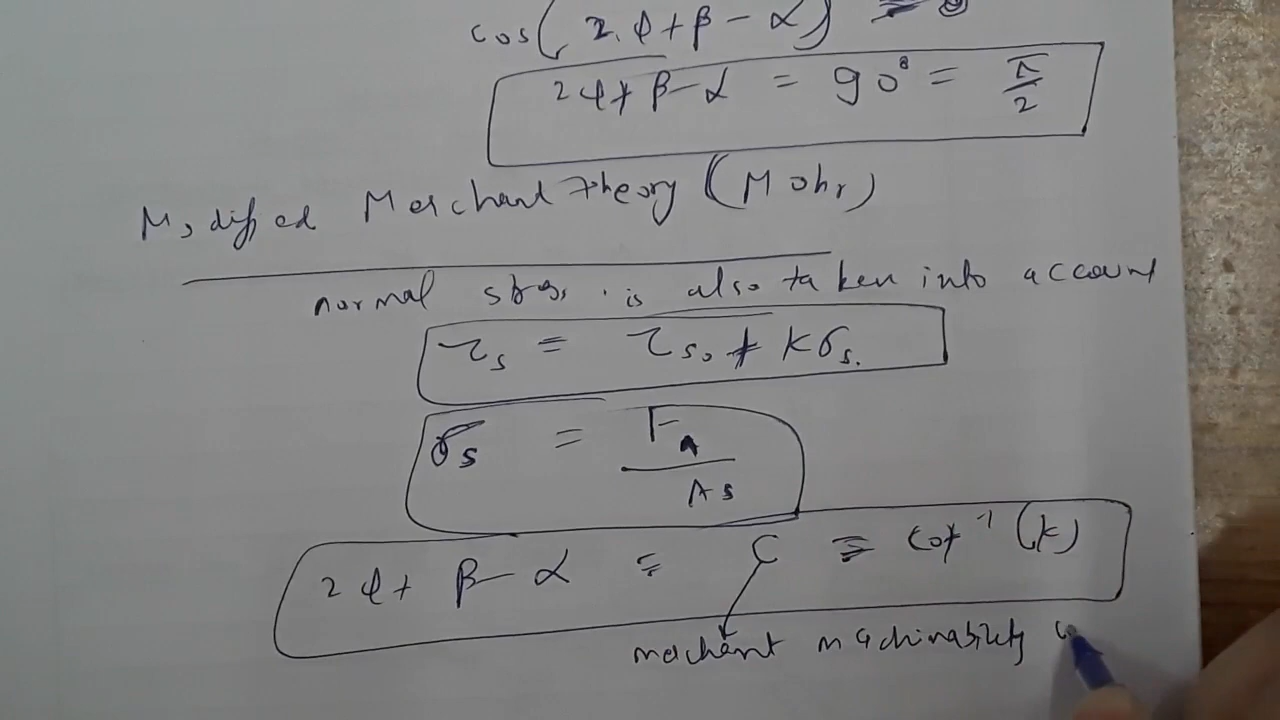 cos(2φ+β-α) = 0
2φ+β-α = 90° = π/2
Modified Merchant Theory (Mohr)
normal stress is also taken into account
τs = τs₀ + kσs
σs = Fn/As
2φ+β-α = C = cot⁻¹(k)
merchant machinability